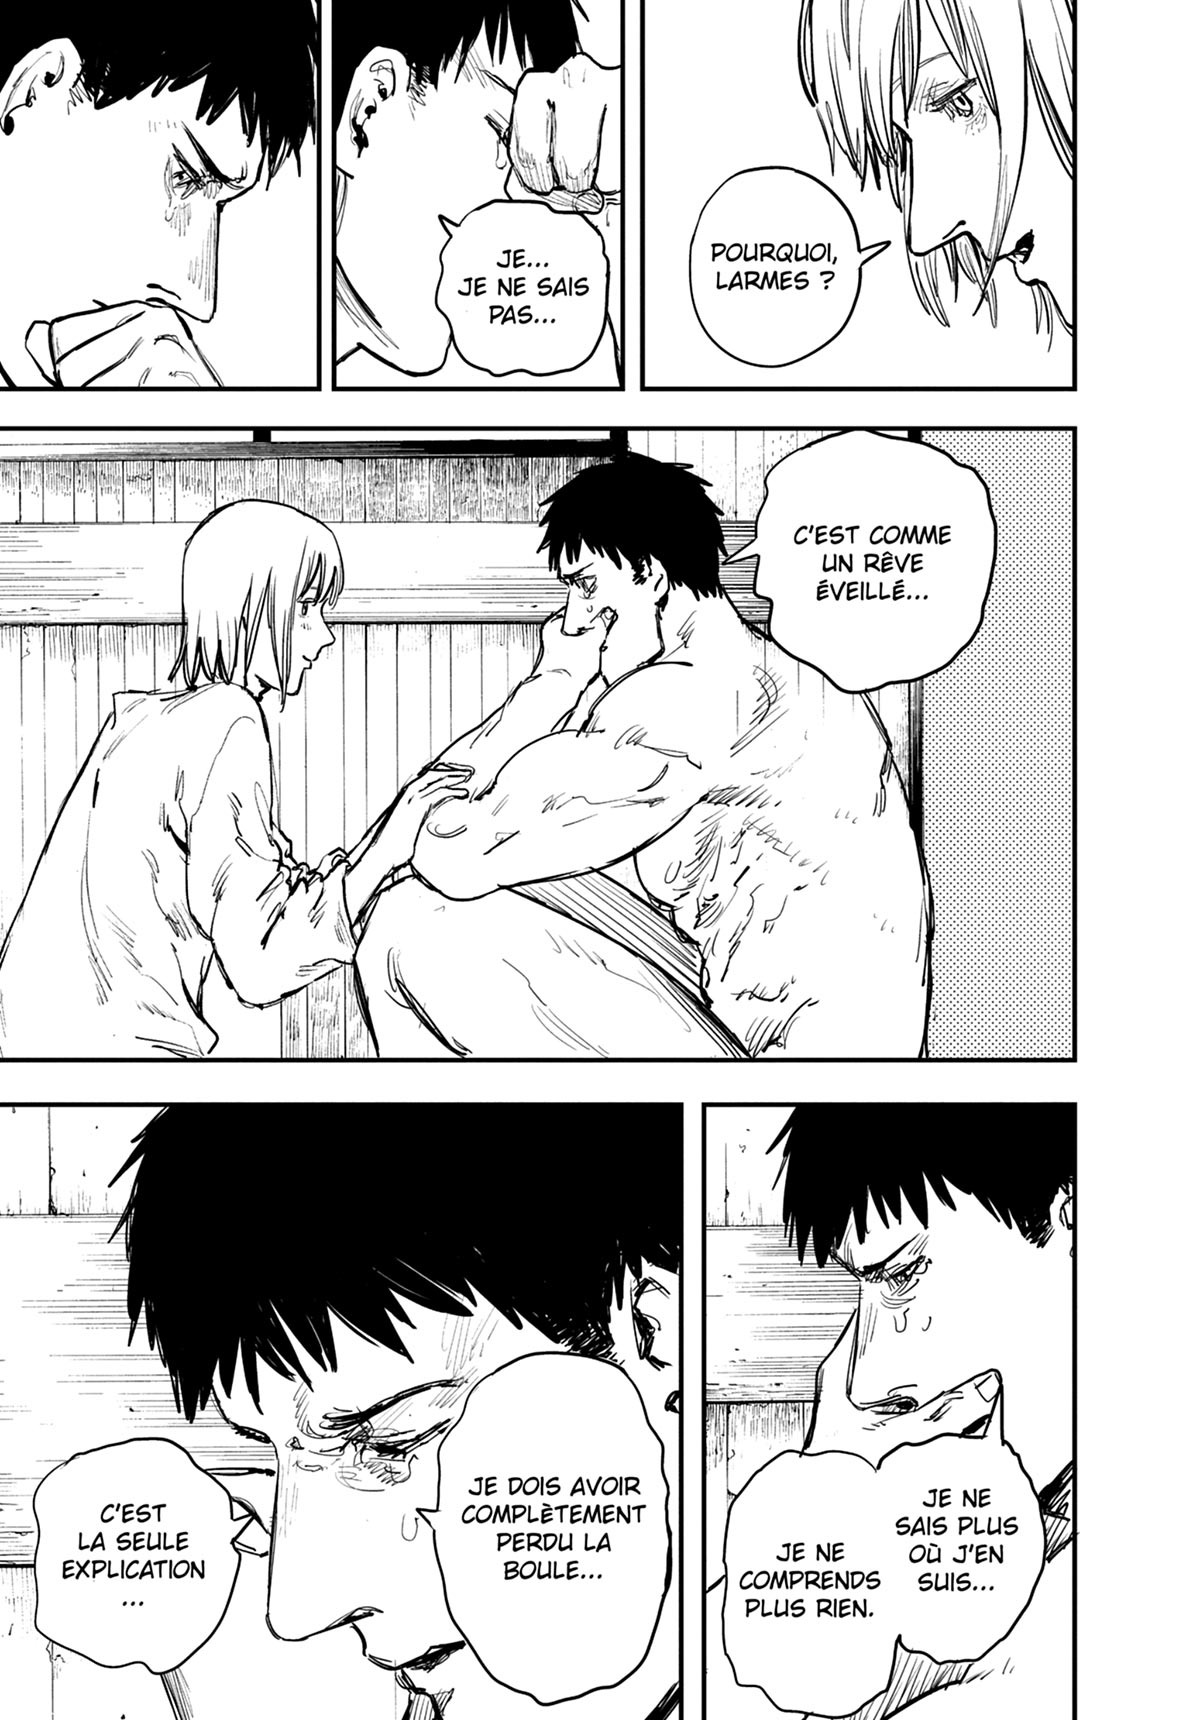 POURQUOI,
LARMES ?
JE...
JE NE SAIS
PAS...
C'EST COMME
UN RÊVE
ÉVEILLÉ...
JE NE
SAIS PLUS
OÙ J'EN
SUIS...
JE NE
COMPRENDS
PLUS RIEN.
JE DOIS AVOIR
COMPLÈTEMENT
PERDU LA
BOULE...
C'EST
LA SEULE
EXPLICATION
...